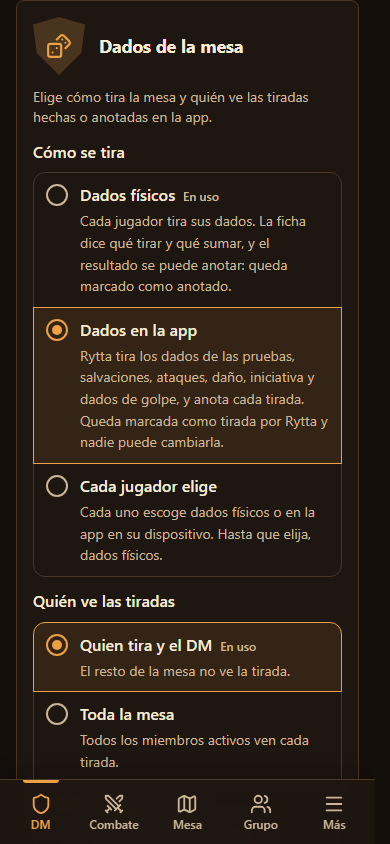 Dados de la mesa
Elige cómo tira la mesa y quién ve las tiradas
hechas o anotadas en la app.
Cómo se tira
Dados físicos En uso
Cada jugador tira sus dados. La ficha
dice qué tirar y qué sumar, y el
resultado se puede anotar: queda
marcado como anotado.
Dados en la app
Rytta tira los dados de las pruebas,
salvaciones, ataques, daño, iniciativa y
dados de golpe, y anota cada tirada.
Queda marcada como tirada por Rytta y
nadie puede cambiarla.
Cada jugador elige
Cada uno escoge dados físicos o en la
app en su dispositivo. Hasta que elija,
dados físicos.
Quién ve las tiradas
Quien tira y el DM En uso
El resto de la mesa no ve la tirada.
Toda la mesa
Todos los miembros activos ven cada
tirada.
DM Combate Mesa Grupo Más